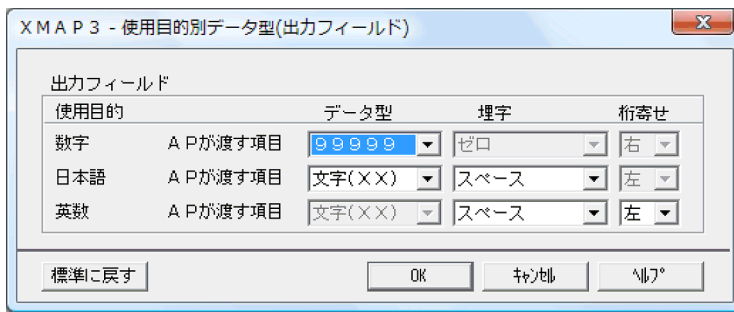 ＸＭＡＰ３ - 使用目的別データ型(出力フィールド)
出力フィールド
使用目的 データ型 埋字 桁寄せ
数字 ＡＰが渡す項目 ９９９９９ ゼロ 右
日本語 ＡＰが渡す項目 文字(ＸＸ) スペース 左
英数 ＡＰが渡す項目 文字(ＸＸ) スペース 左
標準に戻す OK ｷｬﾝｾﾙ ﾍﾙﾌﾟ